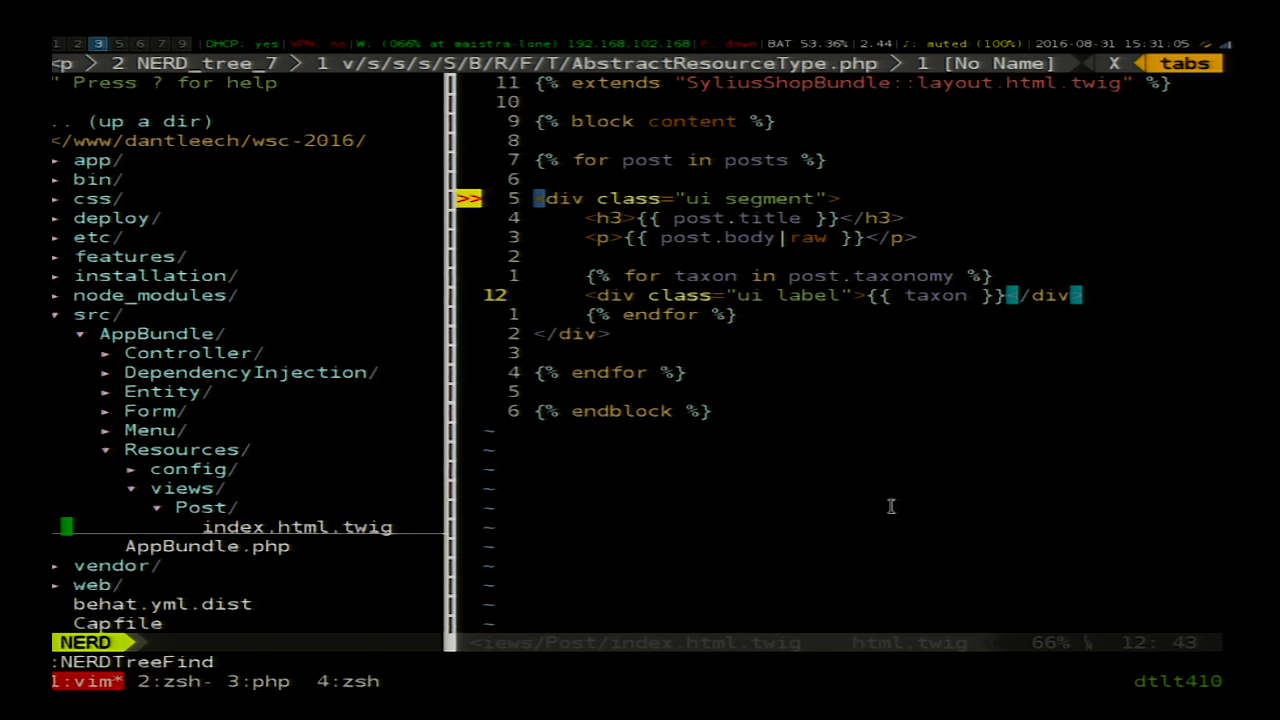 1 2 3 5 6 7 9 |DHCP: yes|VPN: no|W: (066% at maistra-lone) 192.168.102.168|E: down|BAT 53.36%|2.44|♪: muted (100%)|2016-08-31 15:31:05
<p > 2 NERD_tree_7 > 1 v/s/s/s/S/B/R/F/T/AbstractResourceType.php > 1 [No Name] X tabs
" Press ? for help
.. (up a dir)
</www/dantleech/wsc-2016/
▸ app/
▸ bin/
▸ css/
▸ deploy/
▸ etc/
▸ features/
▸ installation/
▸ node_modules/
▾ src/
▾ AppBundle/
▸ Controller/
▸ DependencyInjection/
▸ Entity/
▸ Form/
▸ Menu/
▾ Resources/
▸ config/
▾ views/
▾ Post/
index.html.twig
AppBundle.php
▸ vendor/
▸ web/
behat.yml.dist
Capfile
NERD
11 {% extends "SyliusShopBundle::layout.html.twig" %}
10
9 {% block content %}
8
7 {% for post in posts %}
6
>> 5 <div class="ui segment">
4 <h3>{{ post.title }}</h3>
3 <p>{{ post.body|raw }}</p>
2
1 {% for taxon in post.taxonomy %}
12 <div class="ui label">{{ taxon }}</div>
1 {% endfor %}
2 </div>
3
4 {% endfor %}
5
6 {% endblock %}
~
~
~
~
~
~
~
~
~
~
~
<iews/Post/index.html.twig html.twig 66% 12: 43
:NERDTreeFind
1:vim* 2:zsh- 3:php 4:zsh dtlt410